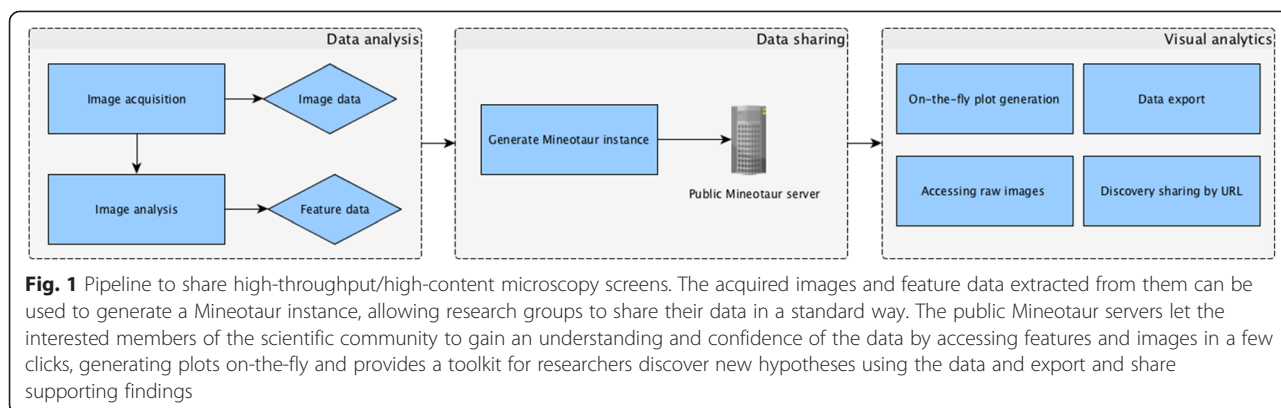 Data analysis
Image acquisition
Image data
Image analysis
Feature data
Data sharing
Generate Mineotaur instance
Public Mineotaur server
Visual analytics
On-the-fly plot generation
Data export
Accessing raw images
Discovery sharing by URL
Fig. 1 Pipeline to share high-throughput/high-content microscopy screens. The acquired images and feature data extracted from them can be
used to generate a Mineotaur instance, allowing research groups to share their data in a standard way. The public Mineotaur servers let the
interested members of the scientific community to gain an understanding and confidence of the data by accessing features and images in a few
clicks, generating plots on-the-fly and provides a toolkit for researchers discover new hypotheses using the data and export and share
supporting findings